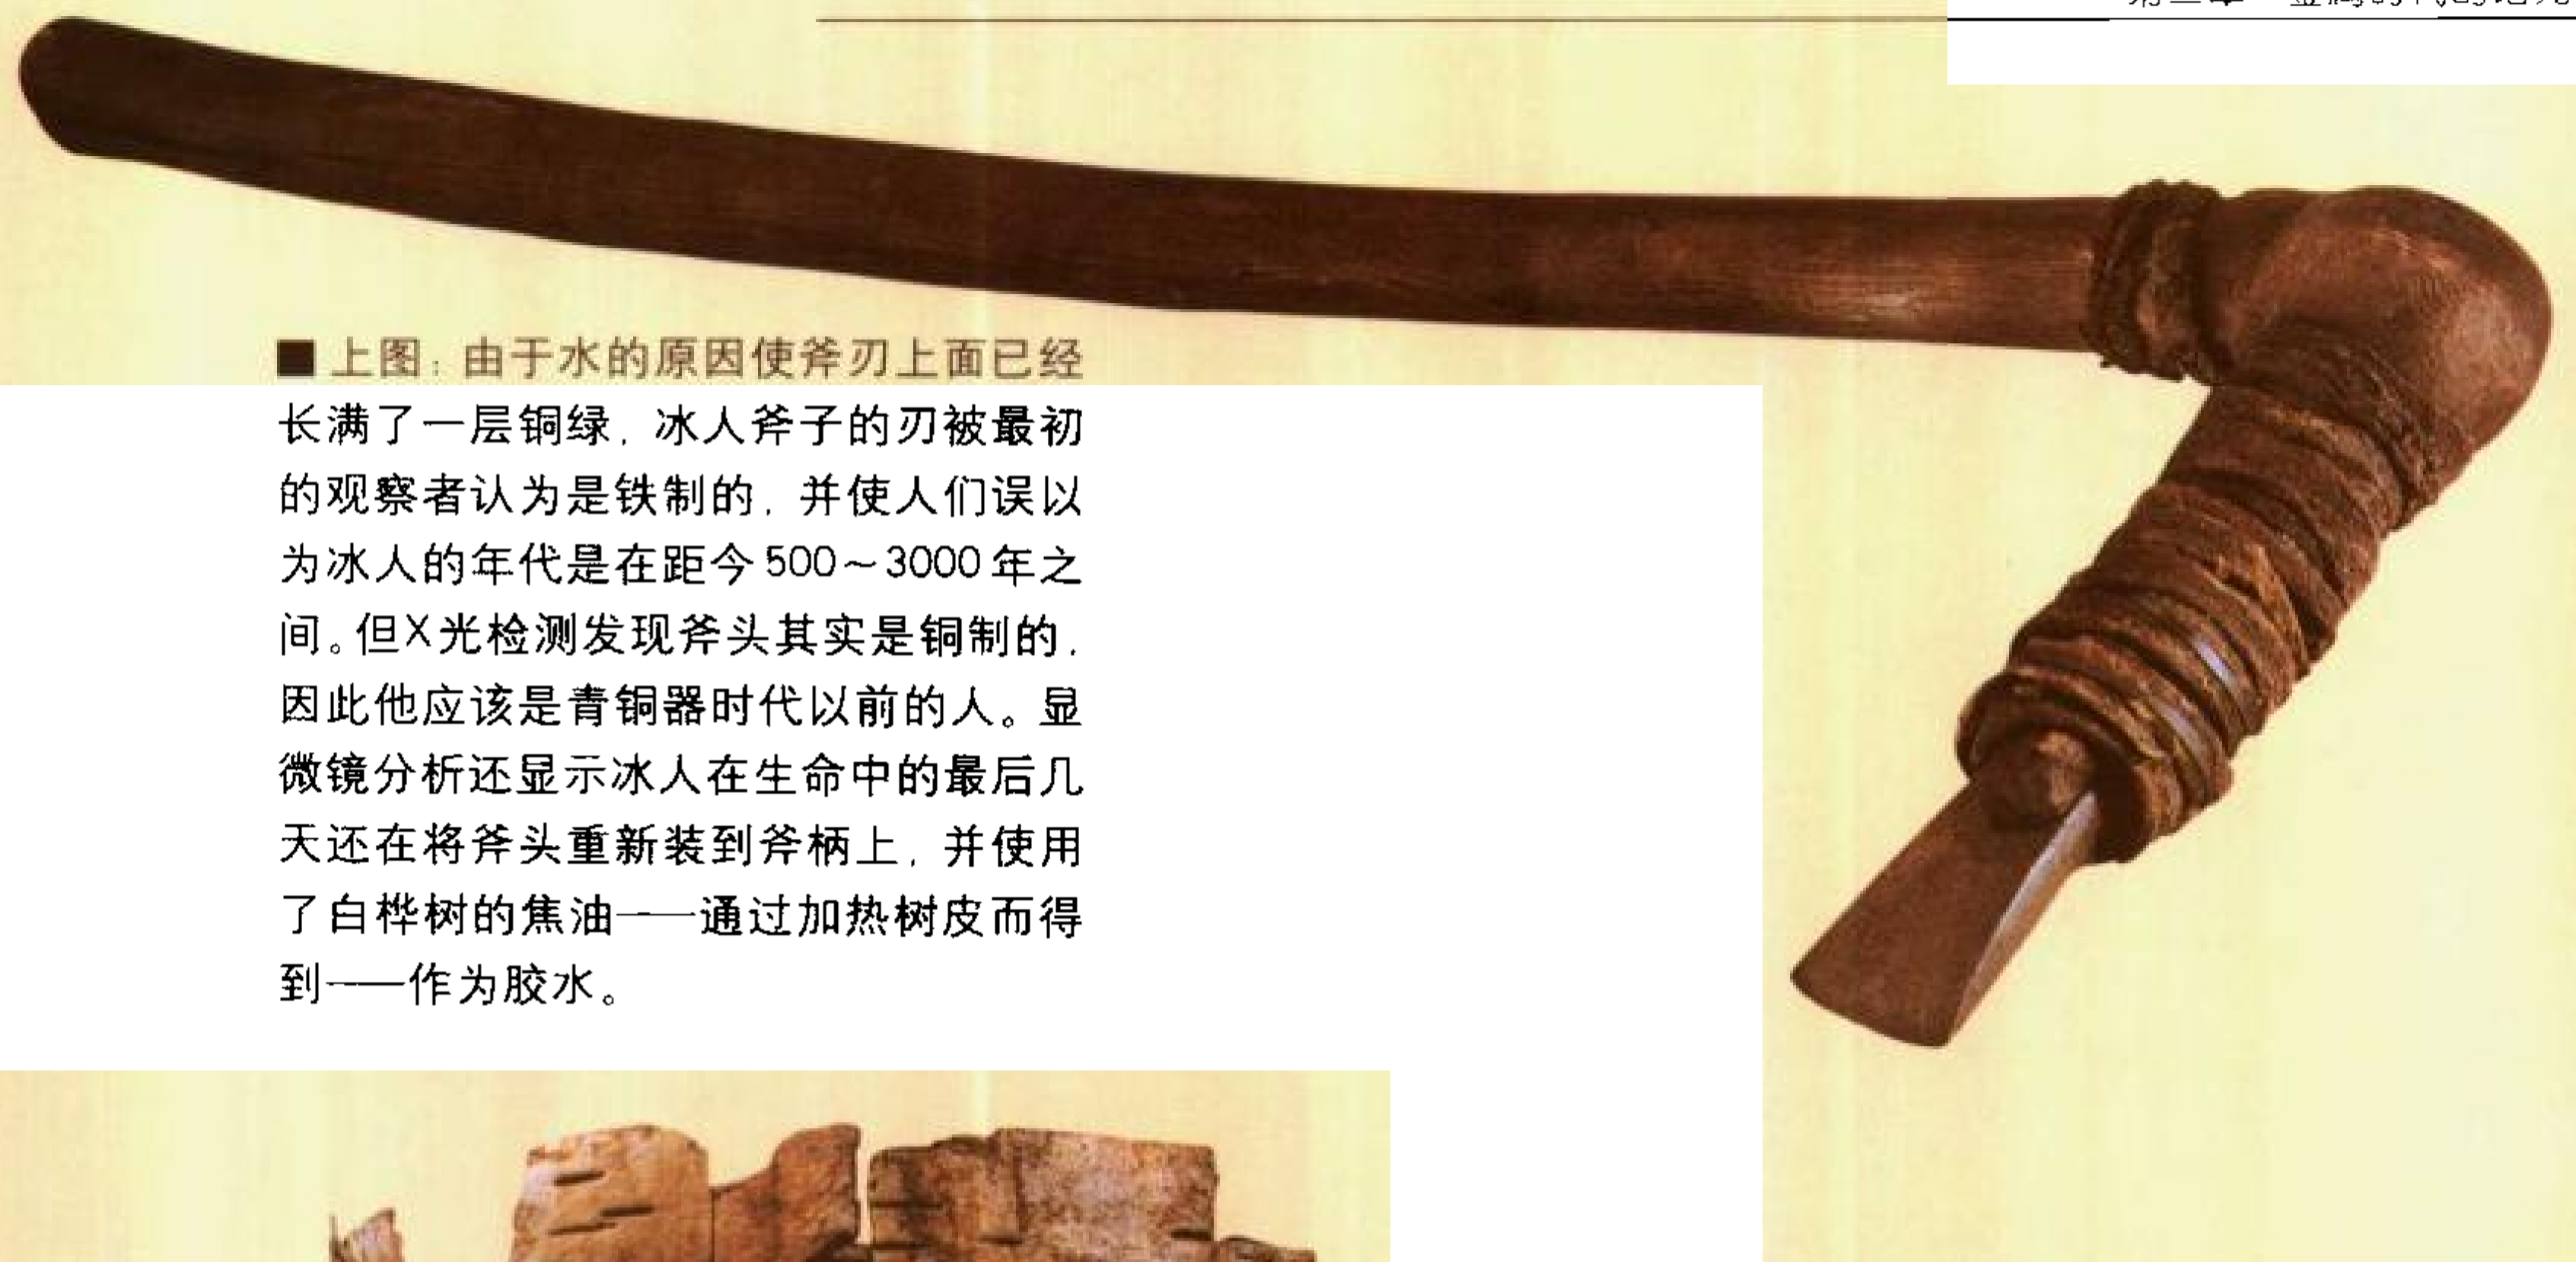 ■上图：由于水的原因使斧刃上面已经
长满了一层铜绿，冰人斧子的刃被最初
的观察者认为是铁制的，并使人们误以
为冰人的年代是在距今500～3000年之
间。但X光检测发现斧头其实是铜制的，
因此他应该是青铜器时代以前的人。显
微镜分析还显示冰人在生命中的最后几
天还在将斧头重新装到斧柄上，并使用
了白桦树的焦油——通过加热树皮而得
到——作为胶水。